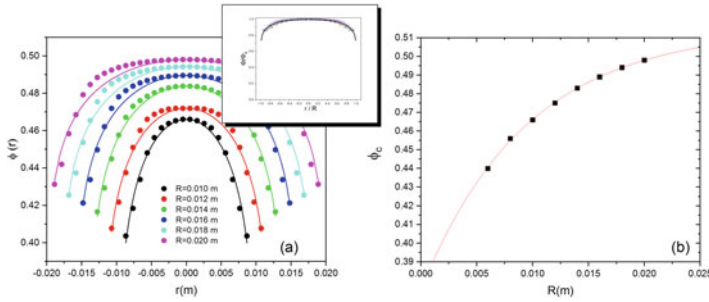 0.50
0.48
0.46
0.44
0.42
0.40
ϕ (r)
-0.020 -0.015 -0.010 -0.005 0.000 0.005 0.010 0.015 0.020
r(m)
R=0.010 m
R=0.012 m
R=0.014 m
R=0.016 m
R=0.018 m
R=0.020 m
(a)
r / R
0.51
0.50
0.49
0.48
0.47
0.46
0.45
0.44
0.43
0.42
0.41
0.40
0.39
ϕc
0.000 0.005 0.010 0.015 0.020 0.025
R(m)
(b)